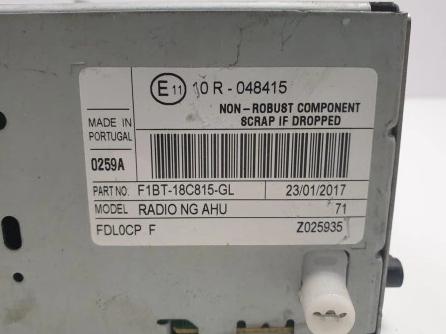 E 11 10 R - 048415
NON - ROBUST COMPONENT
SCRAP IF DROPPED
MADE IN
PORTUGAL
0259A
PART NO. F1BT-18C815-GL 23/01/2017
MODEL RADIO NG AHU 71
FDL0CP F Z025935